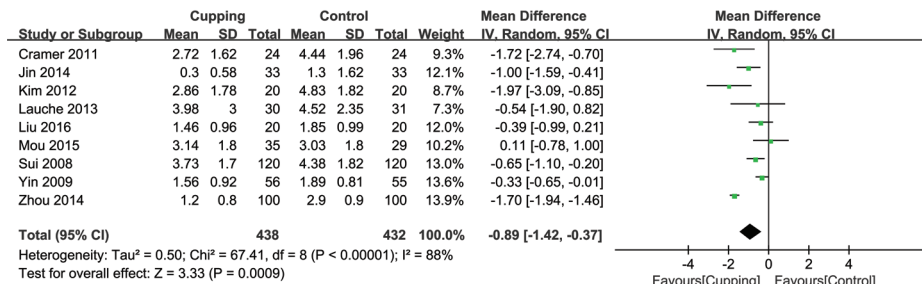 Cupping Control Mean Difference Mean Difference
Study or Subgroup Mean SD Total Mean SD Total Weight IV, Random, 95% CI IV, Random, 95% CI
Cramer 2011 2.72 1.62 24 4.44 1.96 24 9.3% -1.72 [-2.74, -0.70]
Jin 2014 0.3 0.58 33 1.3 1.62 33 12.1% -1.00 [-1.59, -0.41]
Kim 2012 2.86 1.78 20 4.83 1.82 20 8.7% -1.97 [-3.09, -0.85]
Lauche 2013 3.98 3 30 4.52 2.35 31 7.3% -0.54 [-1.90, 0.82]
Liu 2016 1.46 0.96 20 1.85 0.99 20 12.0% -0.39 [-0.99, 0.21]
Mou 2015 3.14 1.8 35 3.03 1.8 29 10.2% 0.11 [-0.78, 1.00]
Sui 2008 3.73 1.7 120 4.38 1.82 120 13.0% -0.65 [-1.10, -0.20]
Yin 2009 1.56 0.92 56 1.89 0.81 55 13.6% -0.33 [-0.65, -0.01]
Zhou 2014 1.2 0.8 100 2.9 0.9 100 13.9% -1.70 [-1.94, -1.46]
Total (95% CI) 438 432 100.0% -0.89 [-1.42, -0.37]
Heterogeneity: Tau² = 0.50; Chi² = 67.41, df = 8 (P < 0.00001); I² = 88%
Test for overall effect: Z = 3.33 (P = 0.0009)
-4 -2 0 2 4
Favours[Cupping] Favours[Control]